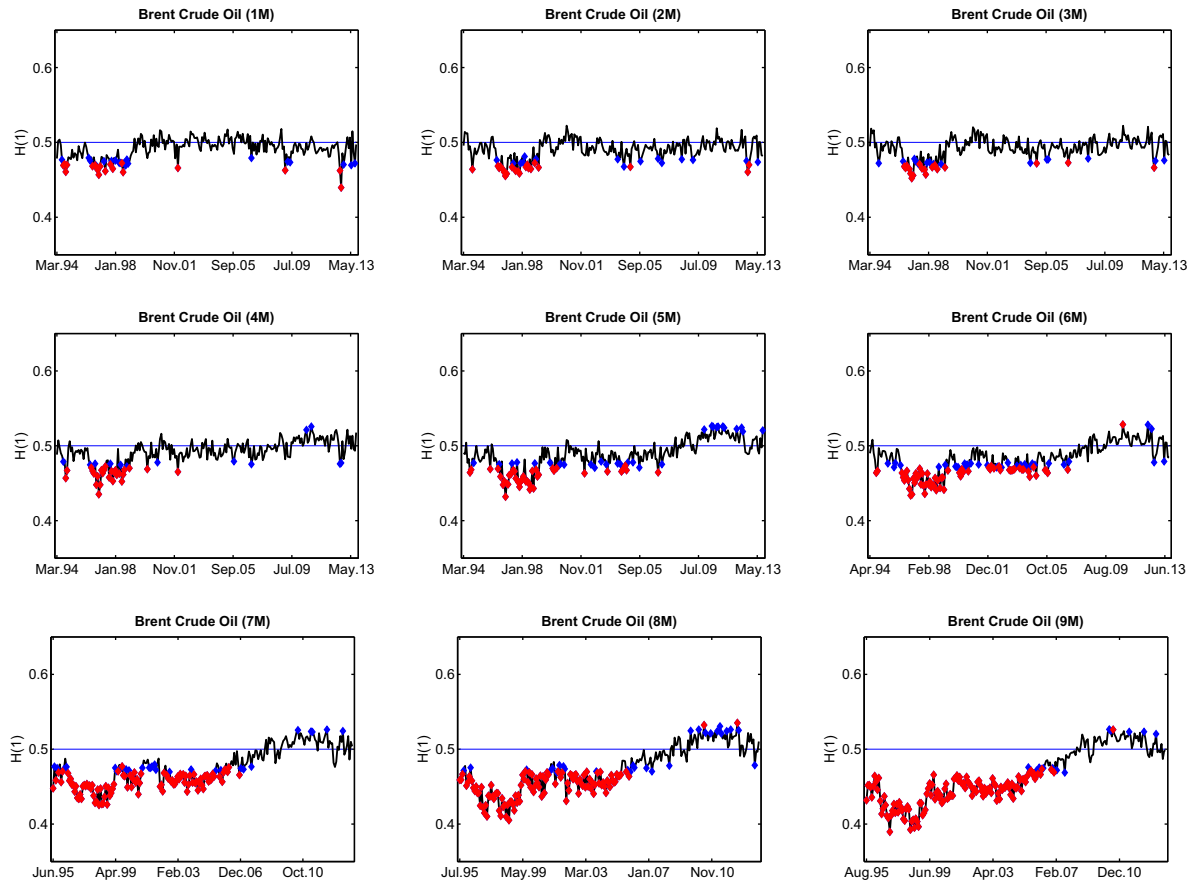 Brent Crude Oil (1M)
0.6
0.5
0.4
H(1)
Mar.94 Jan.98 Nov.01 Sep.05 Jul.09 May.13
Brent Crude Oil (2M)
0.6
0.5
0.4
H(1)
Mar.94 Jan.98 Nov.01 Sep.05 Jul.09 May.13
Brent Crude Oil (3M)
0.6
0.5
0.4
H(1)
Mar.94 Jan.98 Nov.01 Sep.05 Jul.09 May.13
Brent Crude Oil (4M)
0.6
0.5
0.4
H(1)
Mar.94 Jan.98 Nov.01 Sep.05 Jul.09 May.13
Brent Crude Oil (5M)
0.6
0.5
0.4
H(1)
Mar.94 Jan.98 Nov.01 Sep.05 Jul.09 May.13
Brent Crude Oil (6M)
0.6
0.5
0.4
H(1)
Apr.94 Feb.98 Dec.01 Oct.05 Aug.09 Jun.13
Brent Crude Oil (7M)
0.6
0.5
0.4
H(1)
Jun.95 Apr.99 Feb.03 Dec.06 Oct.10
Brent Crude Oil (8M)
0.6
0.5
0.4
H(1)
Jul.95 May.99 Mar.03 Jan.07 Nov.10
Brent Crude Oil (9M)
0.6
0.5
0.4
H(1)
Aug.95 Jun.99 Apr.03 Feb.07 Dec.10